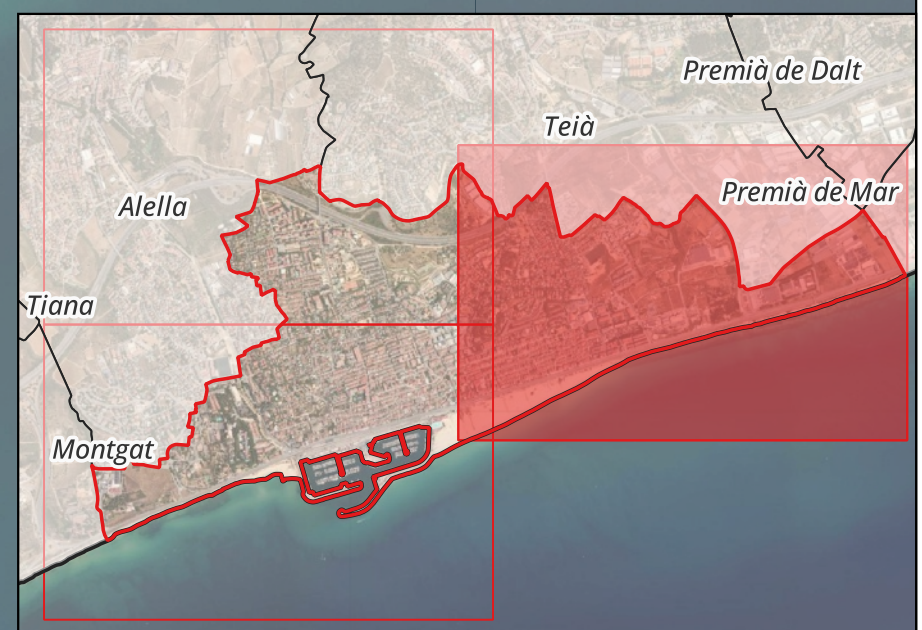 Premià de Dalt
Teià
Premià de Mar
Alella
Tiana
Montgat